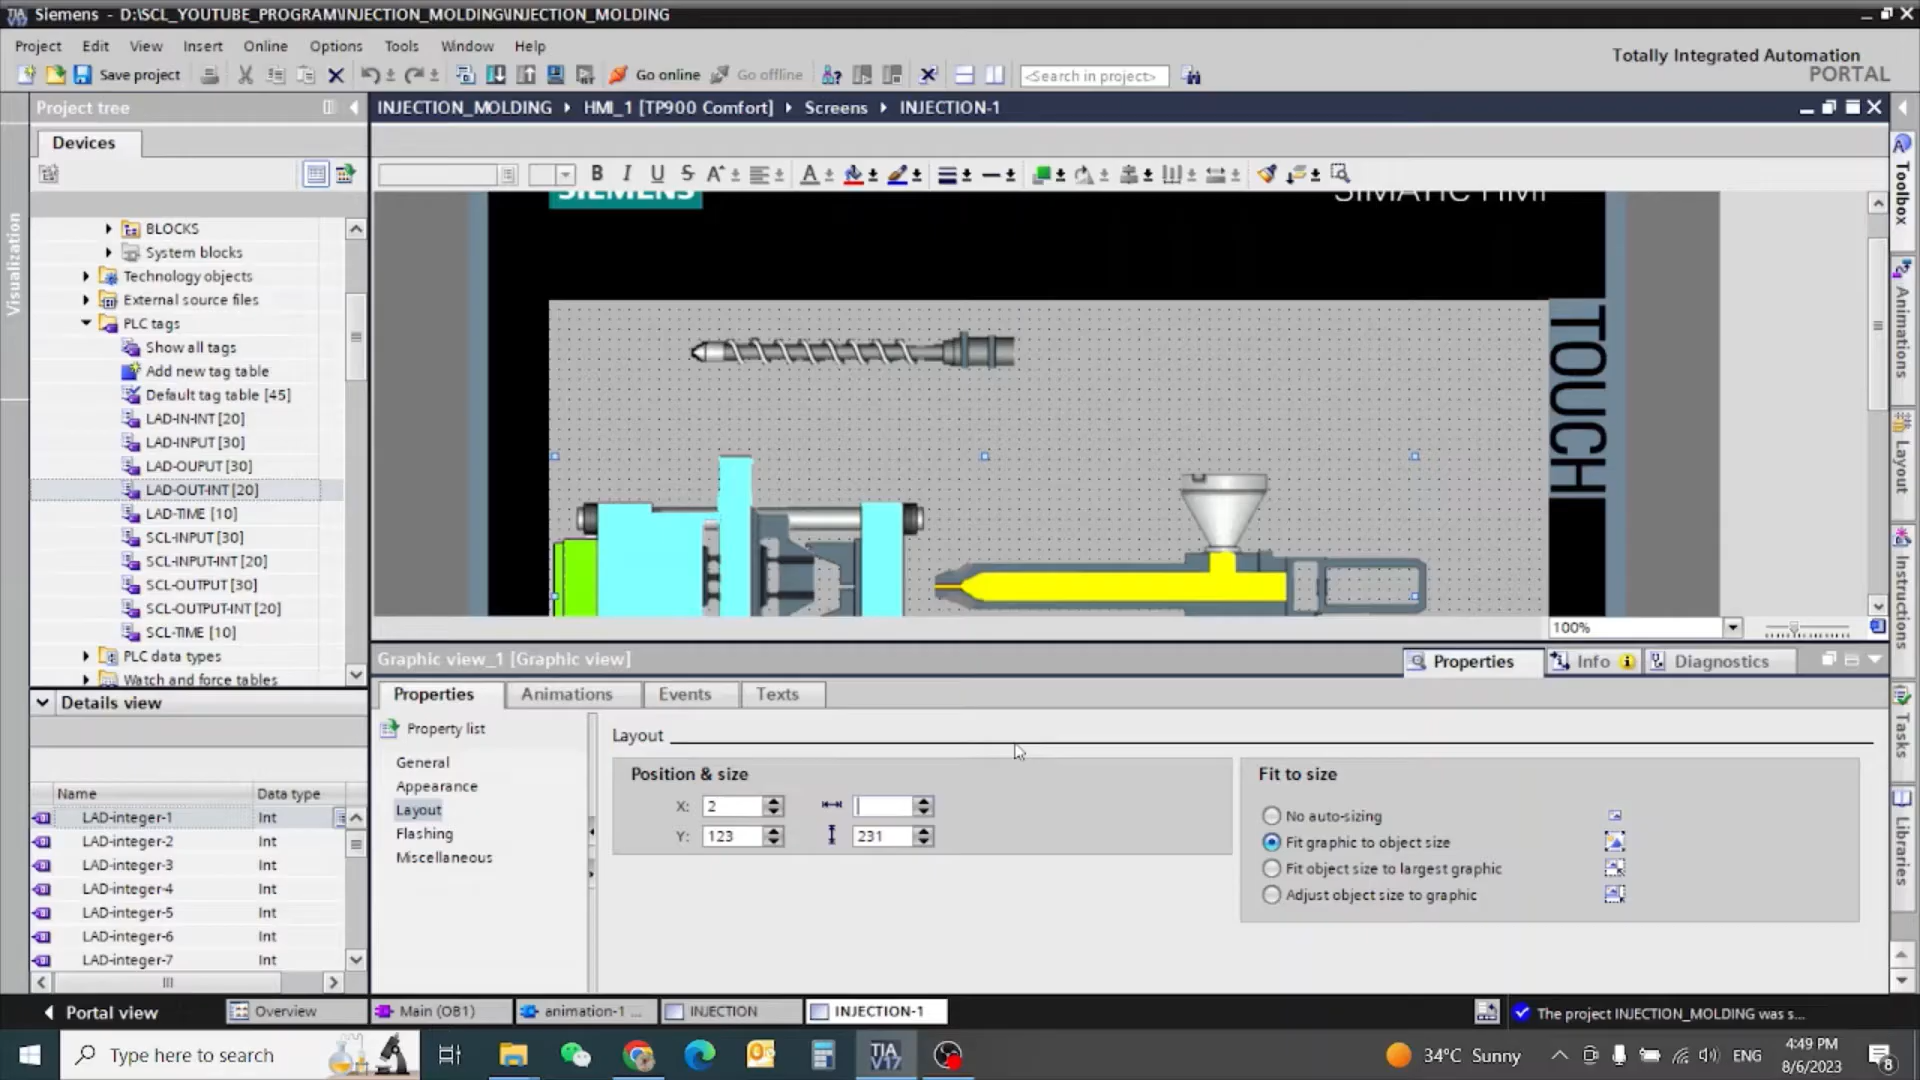 Siemens - D:\SCL_YOUTUBE_PROGRAM\INJECTION_MOLDING\INJECTION_MOLDING
Project Edit View Insert Online Options Tools Window Help
Totally Integrated Automation
PORTAL
Save project
Go online
Go offline
<Search in project>
Project tree
INJECTION_MOLDING
HMI_1 [TP900 Comfort]
Screens
INJECTION-1
Devices
B I U S A
A
SIEMENS
SIMATIC HMI
TOUCH
Visualization
BLOCKS
System blocks
Technology objects
External source files
PLC tags
Show all tags
Add new tag table
Default tag table [45]
LAD-IN-INT [20]
LAD-INPUT [30]
LAD-OUPUT [30]
LAD-OUT-INT [20]
LAD-TIME [10]
SCL-INPUT [30]
SCL-INPUT-INT [20]
SCL-OUTPUT [30]
SCL-OUTPUT-INT [20]
SCL-TIME [10]
PLC data types
Watch and force tables
100%
Toolbox
Animations
Layout
Instructions
Tasks
Libraries
Details view
Name Data type
LAD-integer-1 Int
LAD-integer-2 Int
LAD-integer-3 Int
LAD-integer-4 Int
LAD-integer-5 Int
LAD-integer-6 Int
LAD-integer-7 Int
Graphic view_1 [Graphic view]
Properties
Info
Diagnostics
Properties Animations Events Texts
Property list
General
Appearance
Layout
Flashing
Miscellaneous
Layout
Position & size
X: 2
Y: 123 231
Fit to size
No auto-sizing
Fit graphic to object size
Fit object size to largest graphic
Adjust object size to graphic
Portal view
Overview
Main (OB1)
animation-1 ...
INJECTION
INJECTION-1
The project INJECTION_MOLDING was s...
Type here to search
TIA
V17
34°C Sunny
ENG
4:49 PM
8/6/2023
8